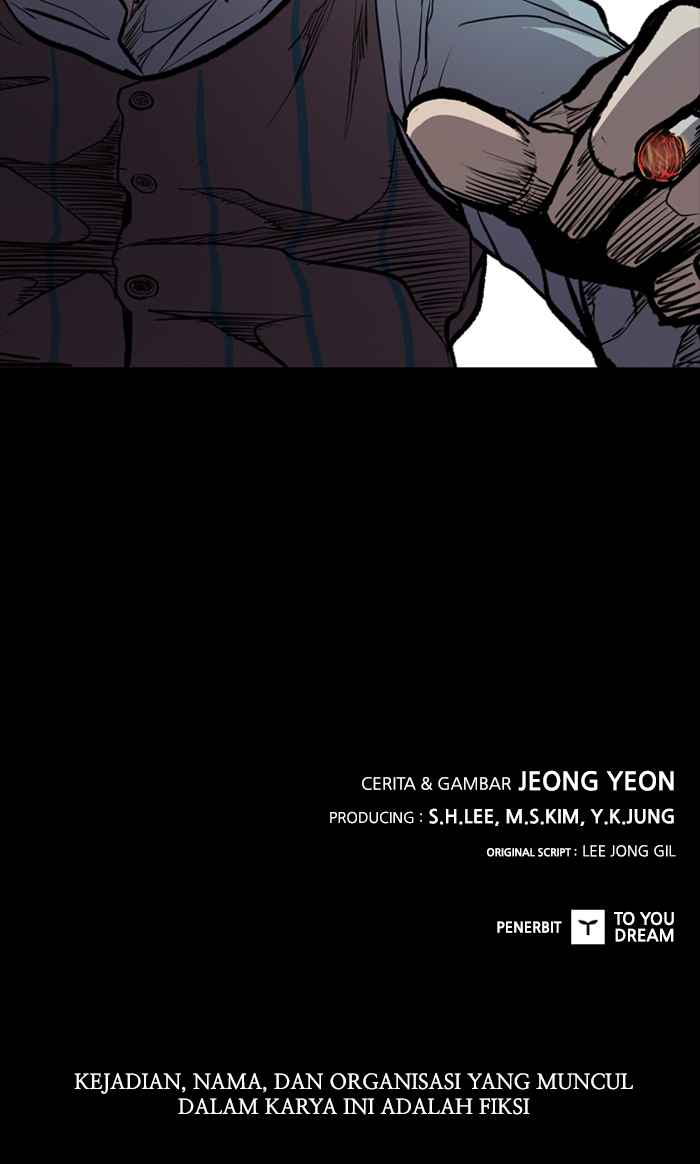 CERITA & GAMBAR JEONG YEON
PRODUCING : S.H.LEE, M.S.KIM, Y.K.JUNG
ORIGINAL SCRIPT : LEE JONG GIL
PENERBIT TO YOU
DREAM
KEJADIAN, NAMA, DAN ORGANISASI YANG MUNCUL
DALAM KARYA INI ADALAH FIKSI